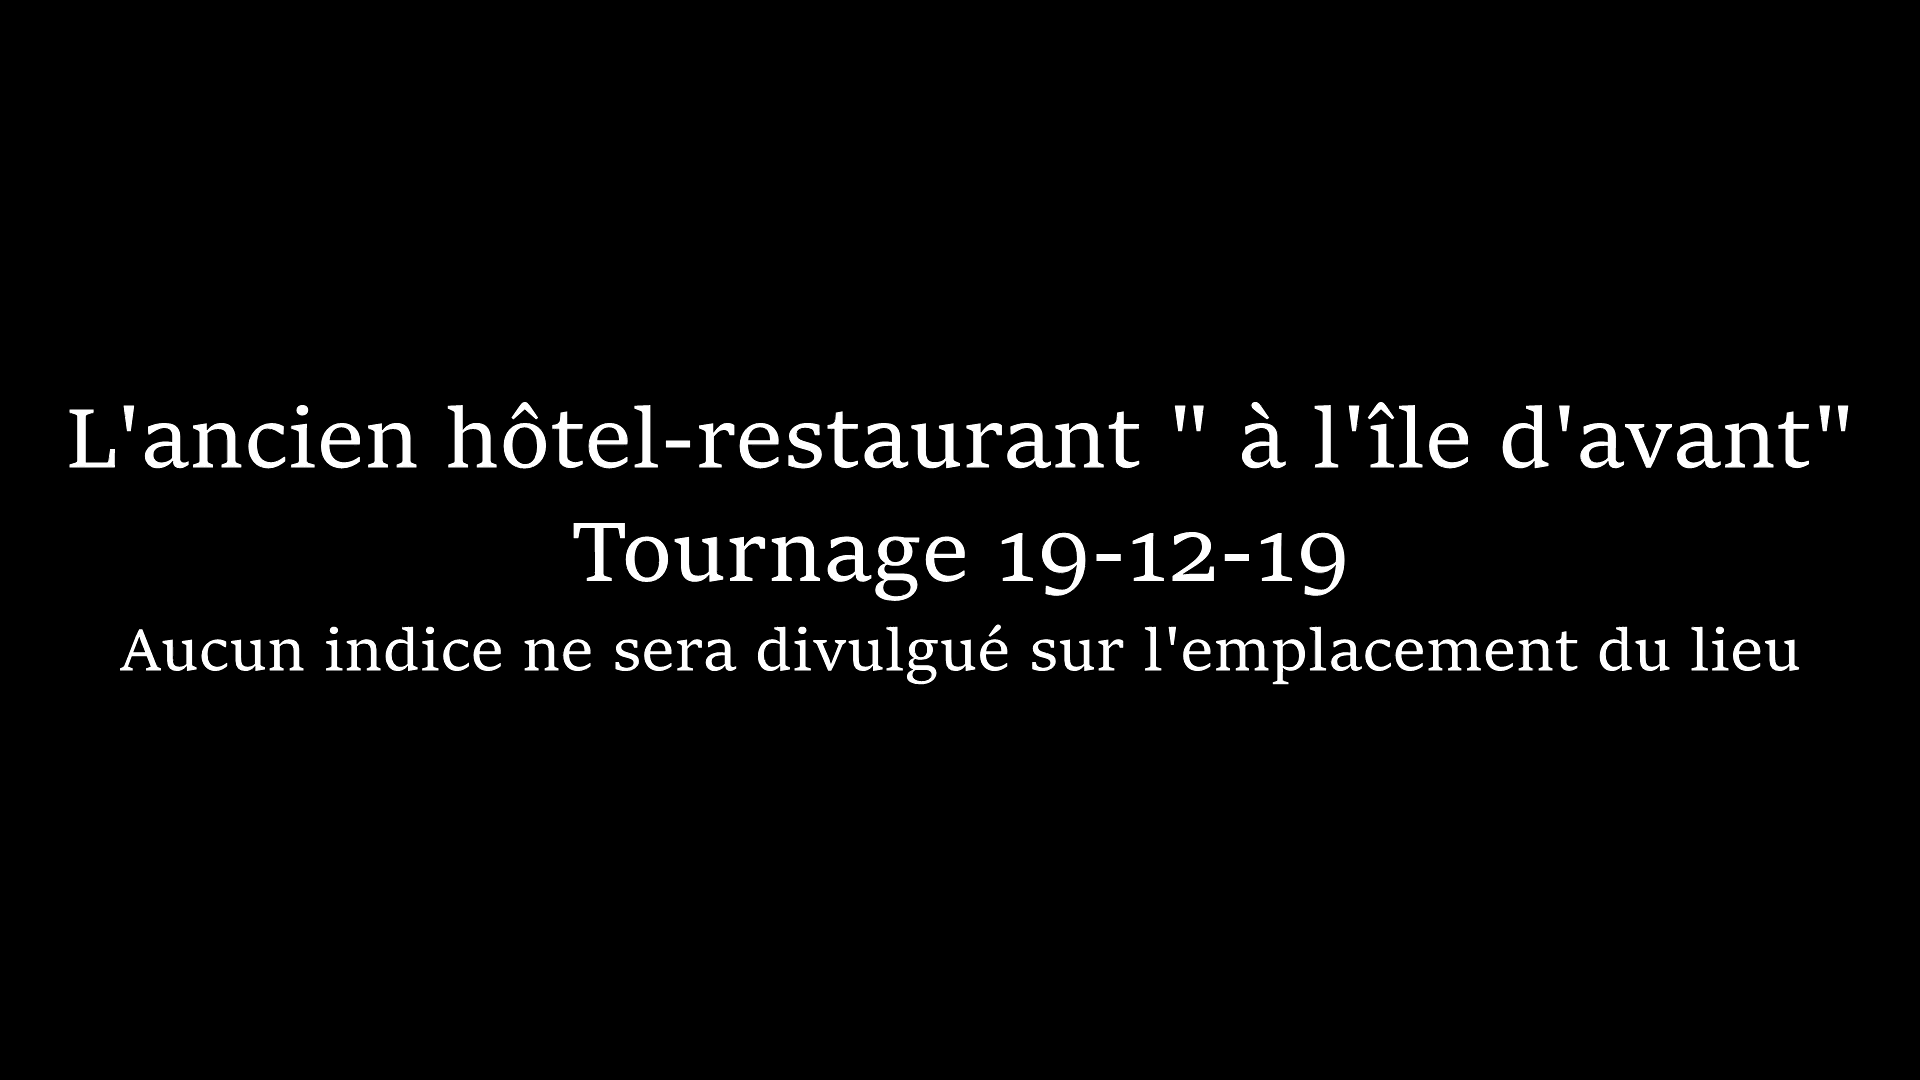 L'ancien hôtel-restaurant " à l'île d'avant"
Tournage 19-12-19
Aucun indice ne sera divulgué sur l'emplacement du lieu